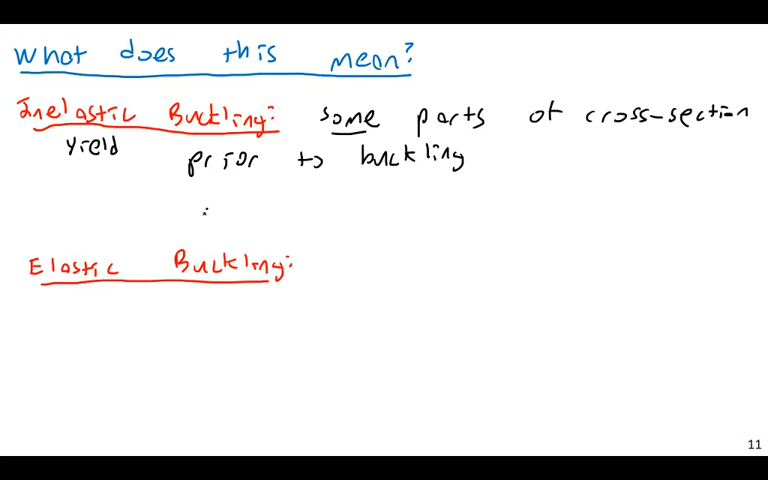 What does this mean?
Inelastic Buckling: some parts of cross-section
yield prior to buckling
Elastic Buckling:
11